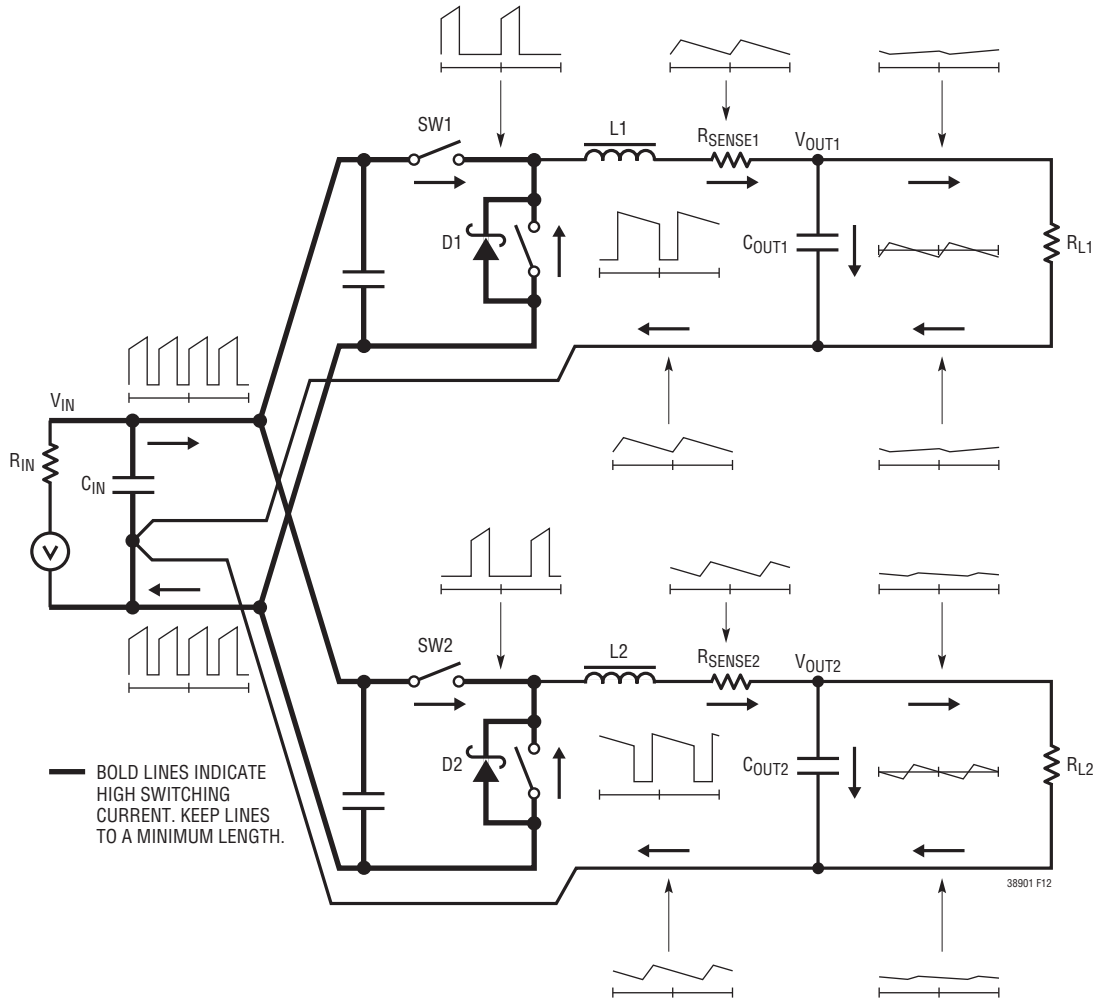 SW1
L1
RSENSE1
VOUT1
D1
COUT1
RL1
VIN
RIN
CIN
V
SW2
L2
RSENSE2
VOUT2
D2
COUT2
RL2
BOLD LINES INDICATE
HIGH SWITCHING
CURRENT. KEEP LINES
TO A MINIMUM LENGTH.
38901 F12